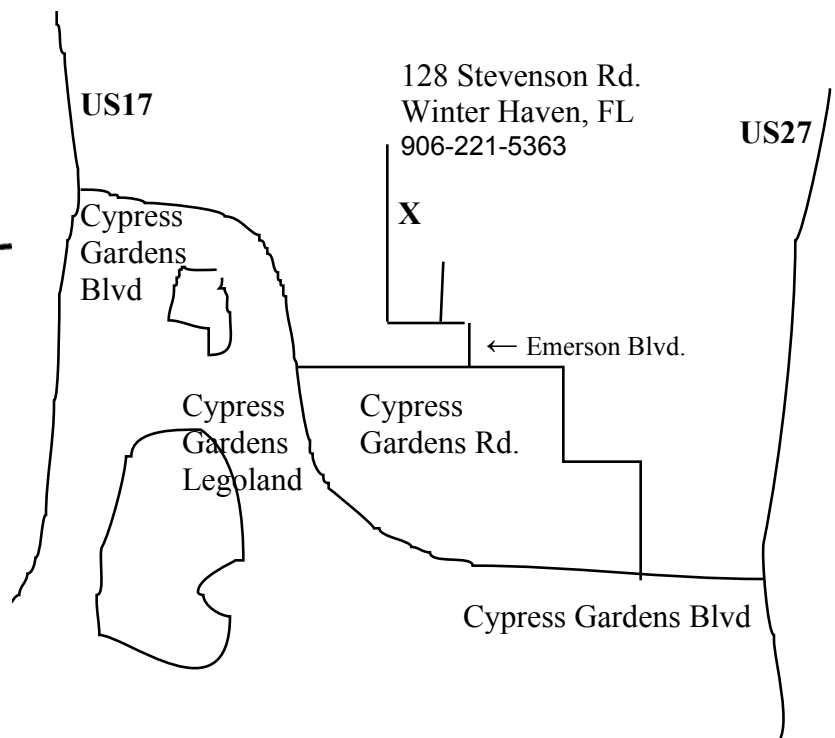 128 Stevenson Rd.
Winter Haven, FL
906-221-5363
US17
US27
X
Cypress
Gardens
Blvd
← Emerson Blvd.
Cypress
Gardens
Legoland
Cypress
Gardens Rd.
Cypress Gardens Blvd